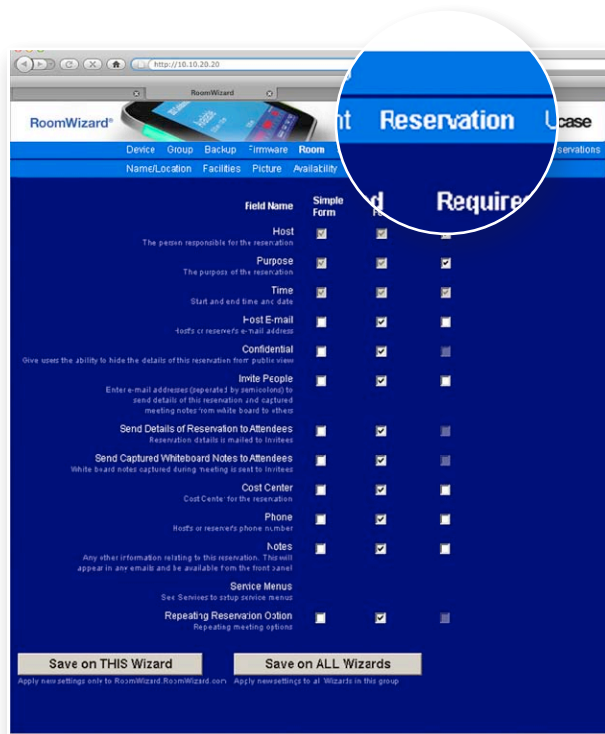 http://10.10.20.20
RoomWizard
RoomWizard®
Reservation
case
Device Group Backup Firmware Room
servations
Name/Location Facilities Picture Availability
Field Name
Simple
Form
Require
Host
The person responsible for the reservation
Purpose
The purpose of the reservation
Time
Start and end time and date
Host E-mail
Host's or reserver's e-mail address
Confidential
Give users the ability to hide the details of this reservation from public view
Invite People
Enter e-mail addresses (seperated by semicolons) to
send details of this reservation and captured
meeting notes from white board to others
Send Details of Reservation to Attendees
Reservation details is mailed to Invitees
Send Captured Whiteboard Notes to Attendees
White board notes captured during meeting is sent to Invitees
Cost Center
Cost Center for the reservation
Phone
Host's or reserver's phone number
Notes
Any other information relating to this reservation. This will
appear in any emails and be available from the front panel
Service Menus
See Services to setup service menus
Repeating Reservation Option
Repeating meeting options
Save on THIS Wizard Save on ALL Wizards
Apply new settings only to RoomWizard.RoomWizard.com Apply new settings to all Wizards in this group